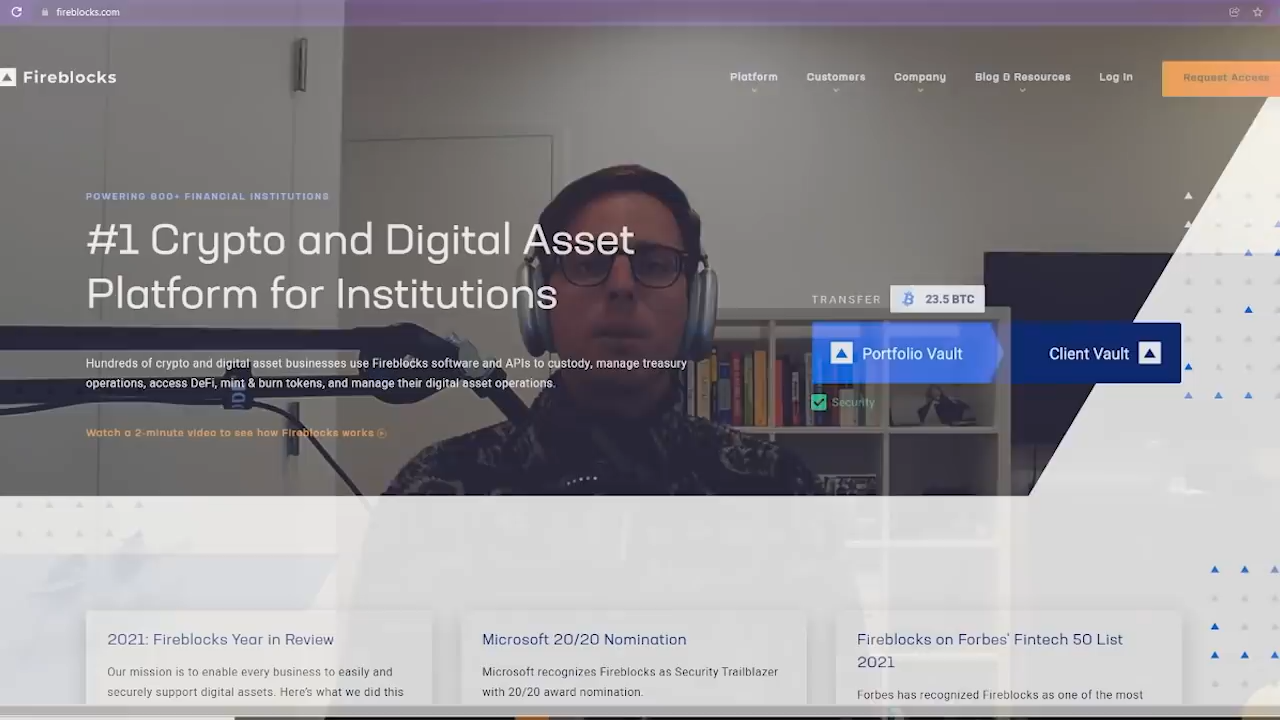 fireblocks.com
Fireblocks
Platform
Customers
Company
Blog & Resources
Log In
Request Access
POWERING 800+ FINANCIAL INSTITUTIONS
#1 Crypto and Digital Asset
Platform for Institutions
Hundreds of crypto and digital asset businesses use Fireblocks software and APIs to custody, manage treasury
operations, access DeFi, mint & burn tokens, and manage their digital asset operations.
Watch a 2-minute video to see how Fireblocks works
TRANSFER
23.5 BTC
Portfolio Vault
Client Vault
Security
2021: Fireblocks Year in Review
Our mission is to enable every business to easily and
securely support digital assets. Here's what we did this
Microsoft 20/20 Nomination
Microsoft recognizes Fireblocks as Security Trailblazer
with 20/20 award nomination.
Fireblocks on Forbes' Fintech 50 List
2021
Forbes has recognized Fireblocks as one of the most